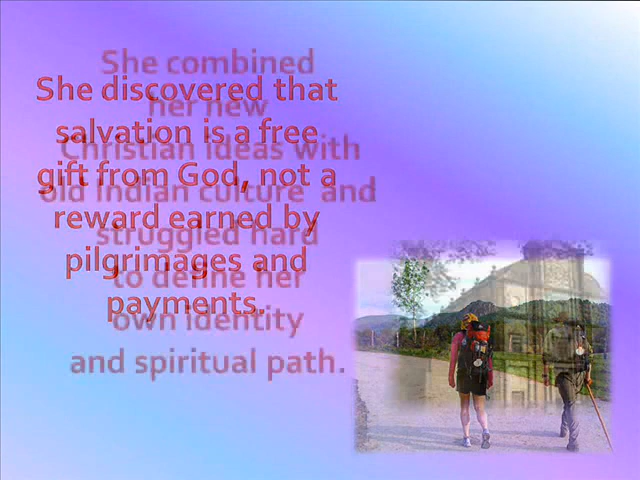 She combined
her new
Christian ideas with
old Indian culture and
struggled hard
to define her
own identity
and spiritual path.
She discovered that
salvation is a free
gift from God, not a
reward earned by
pilgrimages and
payments.